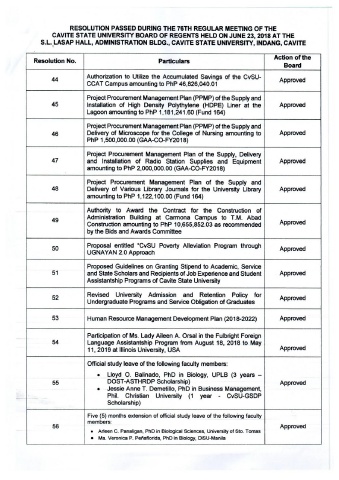 RESOLUTION PASSED DURING THE 76TH REGULAR MEETING OF THE
CAVITE STATE UNIVERSITY BOARD OF REGENTS HELD ON JUNE 23, 2018 AT THE
S.L. LASAP HALL, ADMINISTRATION BLDG., CAVITE STATE UNIVERSITY, INDANG, CAVITE
Resolution No. Particulars Action of the
Board
44 Authorization to Utilize the Accumulated Savings of the CvSU-
CCAT Campus amounting to PhP 46,626,040.01 Approved
45 Project Procurement Management Plan (PPMP) of the Supply and
Installation of High Density Polythylene (HDPE) Liner at the
Lagoon amounting to PhP 1,161,241.60 (Fund 164) Approved
46 Project Procurement Management Plan (PPMP) of the Supply and
Delivery of Microscope for the College of Nursing amounting to
PhP 1,500,000.00 (GAA-CO-FY2018) Approved
47 Project Procurement Management Plan of the Supply, Delivery
and Installation of Radio Station Supplies and Equipment
amounting to PhP 2,000,000.00 (GAA-CO-FY2018) Approved
48 Project Procurement Management Plan of the Supply and
Delivery of Various Library Journals for the University Library
amounting to PhP 1,122,100.00 (Fund 164) Approved
49 Authority to Award the Contract for the Construction of
Administration Building at Carmona Campus to T.M. Abad
Construction amounting to PhP 10,655,852.03 as recommended
by the Bids and Awards Committee Approved
50 Proposal entitled "CvSU Poverty Alleviation Program through
UGNAYAN 2.0 Approach Approved
51 Proposed Guidelines on Granting Stipend to Academic, Service
and State Scholars and Recipients of Job Experience and Student
Assistantship Programs of Cavite State University Approved
52 Revised University Admission and Retention Policy for
Undergraduate Programs and Service Obligation of Graduates Approved
53 Human Resource Management Development Plan (2018-2022) Approved
54 Participation of Ms. Lady Aileen A. Orsal in the Fulbright Foreign
Language Assistantship Program from August 18, 2018 to May
11, 2019 at Illinois University, USA Approved
Official study leave of the following faculty members:
55 • Lloyd O. Balinado, PhD in Biology, UPLB (3 years –
DOST-ASTHRDP Scholarship) Approved
• Jessie Anne T. Demetillo, PhD in Business Management,
Phil. Christian University (1 year - CvSU-GSDP
Scholarship)
56 Five (5) months extension of official study leave of the following faculty
members: Approved
• Arleen C. Panaligan, PhD in Biological Sciences, University of Sto. Tomas
• Ma. Veronica P. Peñaflorida, PhD in Biology, DlSU-Manila